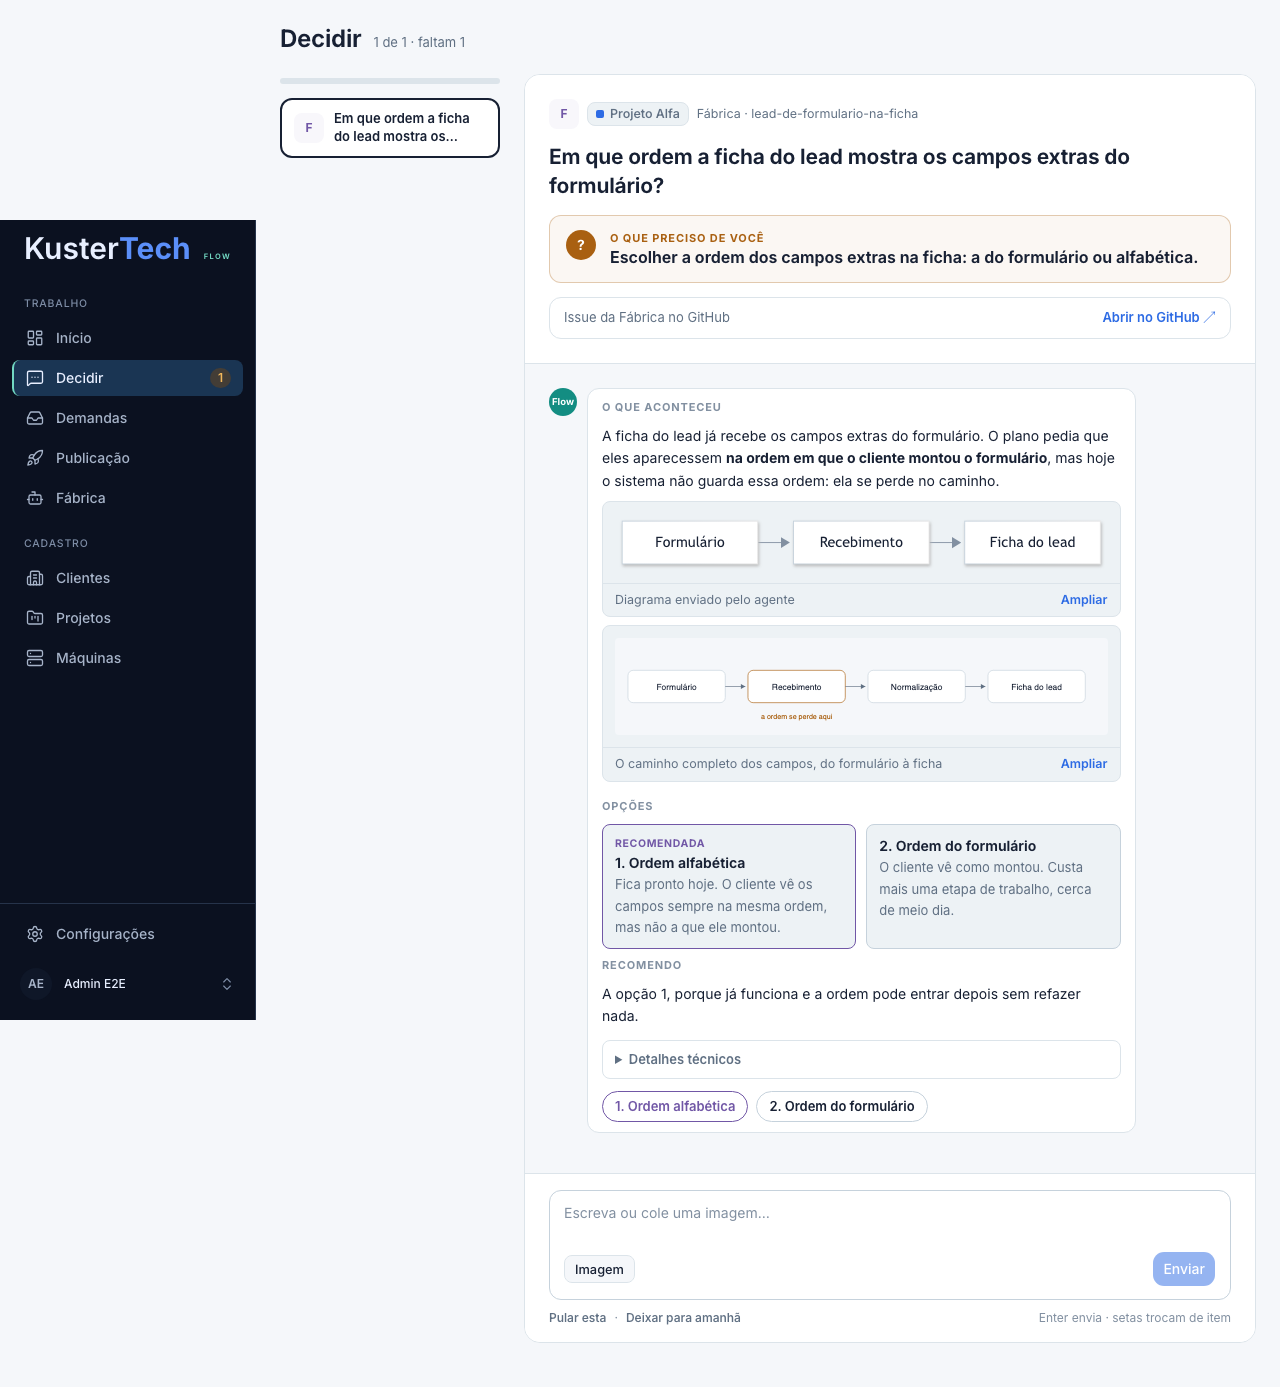 Decidir 1 de 1 · faltam 1
F
Em que ordem a ficha
do lead mostra os...
KusterTech FLOW
TRABALHO
Início
Decidir 1
Demandas
Publicação
Fábrica
CADASTRO
Clientes
Projetos
Máquinas
Configurações
AE Admin E2E
F Projeto Alfa Fábrica · lead-de-formulario-na-ficha
Em que ordem a ficha do lead mostra os campos extras do
formulário?
? O QUE PRECISO DE VOCÊ
Escolher a ordem dos campos extras na ficha: a do formulário ou alfabética.
Issue da Fábrica no GitHub Abrir no GitHub ↗
Flow
O QUE ACONTECEU
A ficha do lead já recebe os campos extras do formulário. O plano pedia que
eles aparecessem na ordem em que o cliente montou o formulário, mas hoje
o sistema não guarda essa ordem: ela se perde no caminho.
Formulário Recebimento Ficha do lead
Diagrama enviado pelo agente Ampliar
Formulário Recebimento Normalização Ficha do lead
a ordem se perde aqui
O caminho completo dos campos, do formulário à ficha Ampliar
OPÇÕES
RECOMENDADA
1. Ordem alfabética
Fica pronto hoje. O cliente vê os
campos sempre na mesma ordem,
mas não a que ele montou.
2. Ordem do formulário
O cliente vê como montou. Custa
mais uma etapa de trabalho, cerca
de meio dia.
RECOMENDO
A opção 1, porque já funciona e a ordem pode entrar depois sem refazer
nada.
Detalhes técnicos
1. Ordem alfabética 2. Ordem do formulário
Escreva ou cole uma imagem...
Imagem Enviar
Pular esta · Deixar para amanhã Enter envia · setas trocam de item